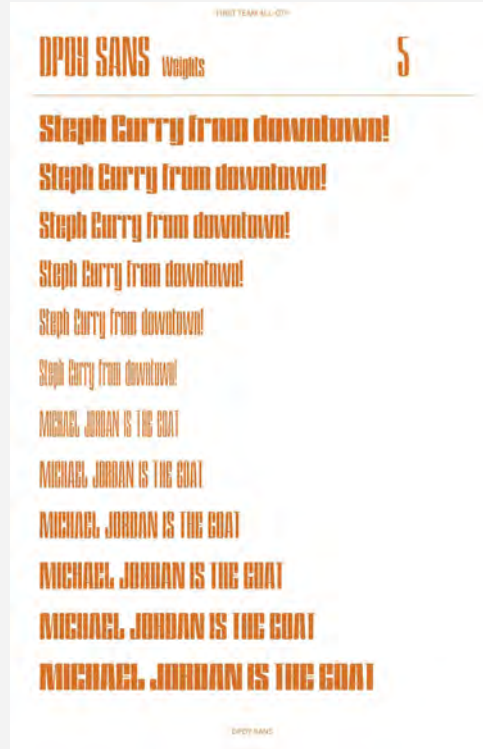 FIRST TEAM ALL-CITY
DPOY SANS Weights 5
Steph Curry from downtown!
Steph Curry from downtown!
Steph Curry from downtown!
Steph Curry from downtown!
Steph Curry from downtown!
Steph Curry from downtown!
MICHAEL JORDAN IS THE GOAT
MICHAEL JORDAN IS THE GOAT
MICHAEL JORDAN IS THE GOAT
MICHAEL JORDAN IS THE GOAT
MICHAEL JORDAN IS THE GOAT
MICHAEL JORDAN IS THE GOAT
DPOY SANS